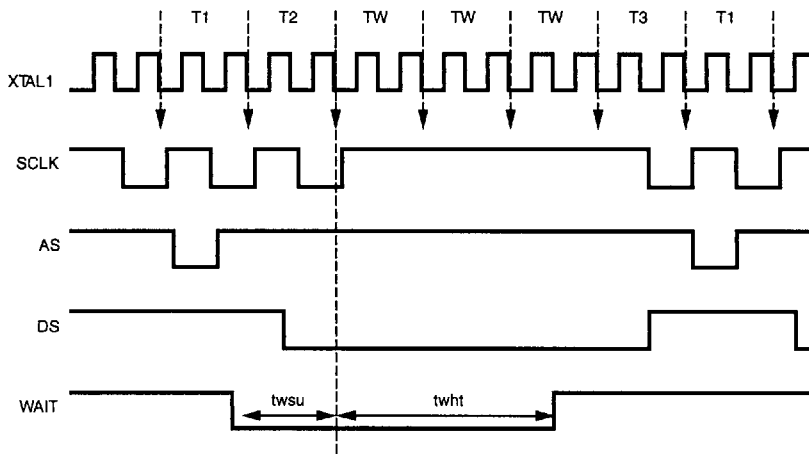 T1 T2 TW TW TW T3 T1
XTAL1
SCLK
AS
DS
WAIT
twsu twht